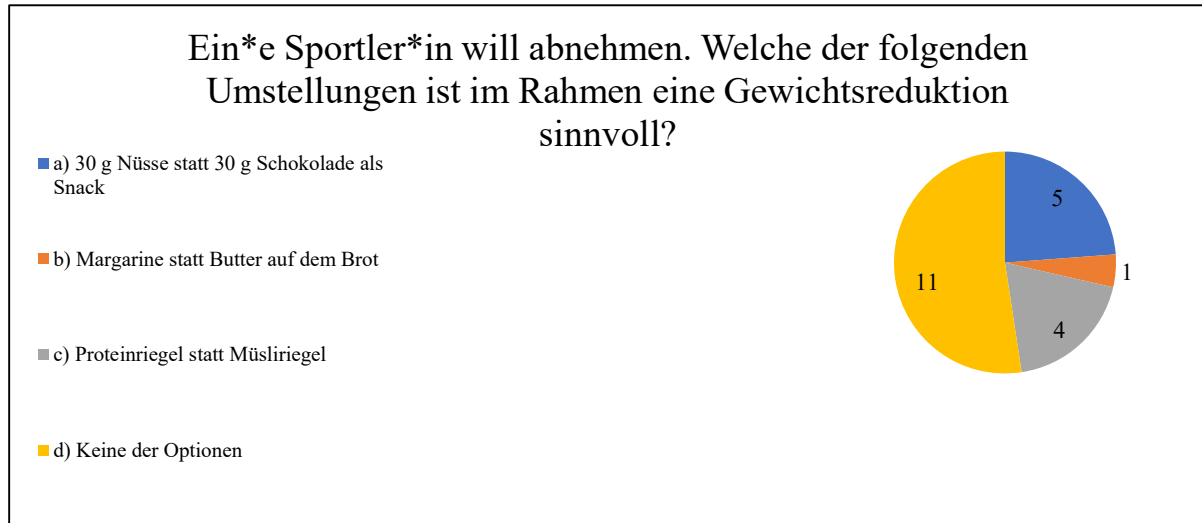 Ein*e Sportler*in will abnehmen. Welche der folgenden
Umstellungen ist im Rahmen eine Gewichtsreduktion
sinnvoll?
a) 30 g Nüsse statt 30 g Schokolade als
Snack
b) Margarine statt Butter auf dem Brot
c) Proteinriegel statt Müsliriegel
d) Keine der Optionen
5
1
4
11